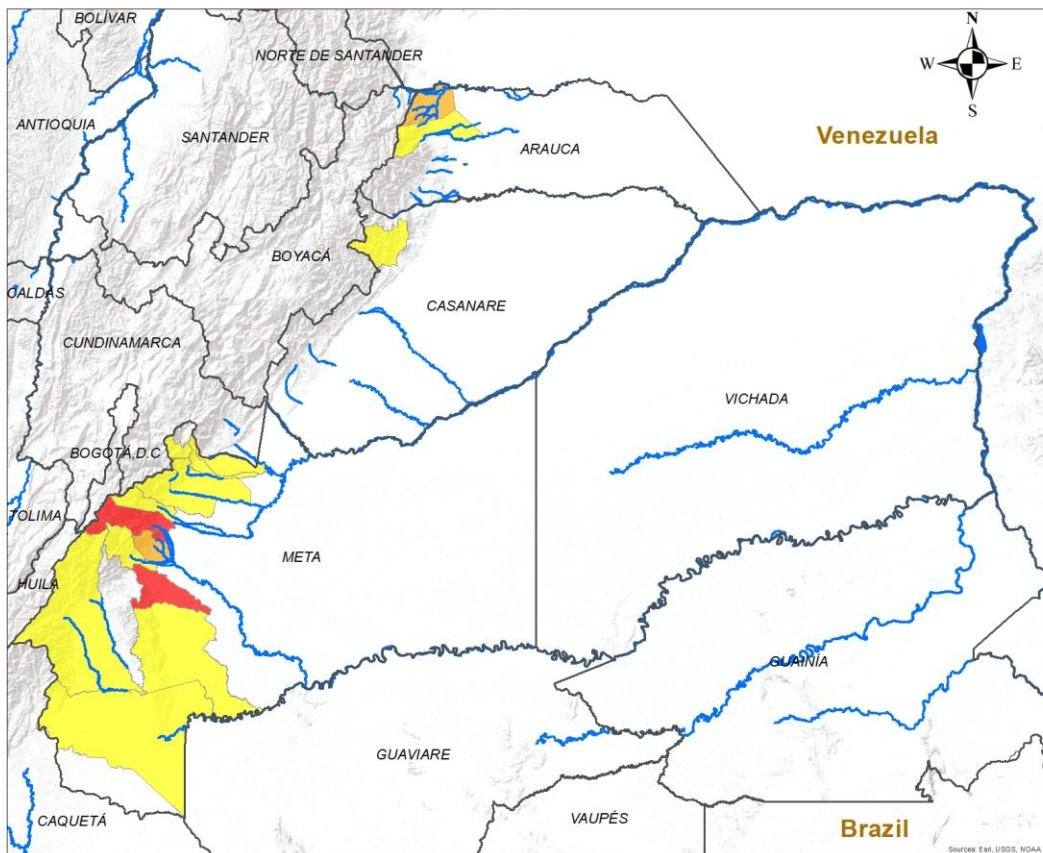 BOLÍVAR
N
NORTE DE SANTANDER
W
E
S
ANTIOQUIA
SANTANDER
Venezuela
ARAUCA
BOYACÁ
CALDAS
CASANARE
CUNDINAMARCA
VICHADA
BOGOTÁ,D.C
TOLIMA
META
HUILA
GUAINÍA
GUAVIARE
CAQUETÁ
VAUPÉS
Brazil
Sources: Esri, USGS, NOAA